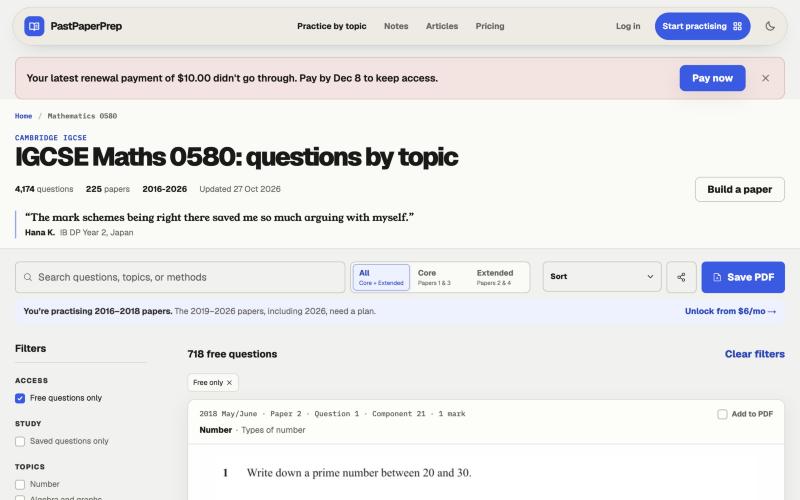 PastPaperPrep
Practice by topic Notes Articles Pricing
Log in Start practising
Your latest renewal payment of $10.00 didn't go through. Pay by Dec 8 to keep access.
Pay now
Home / Mathematics 0580
CAMBRIDGE IGCSE
IGCSE Maths 0580: questions by topic
4,174 questions 225 papers 2016-2026 Updated 27 Oct 2026
Build a paper
“The mark schemes being right there saved me so much arguing with myself.”
Hana K. IB DP Year 2, Japan
Search questions, topics, or methods
All
Core + Extended
Core
Papers 1 & 3
Extended
Papers 2 & 4
Sort
Save PDF
You're practising 2016–2018 papers. The 2019–2026 papers, including 2026, need a plan.
Unlock from $6/mo →
Filters
ACCESS
Free questions only
STUDY
Saved questions only
TOPICS
Number
Algebra and graphs
718 free questions
Clear filters
Free only ×
2018 May/June · Paper 2 · Question 1 · Component 21 · 1 mark
Add to PDF
Number · Types of number
1 Write down a prime number between 20 and 30.